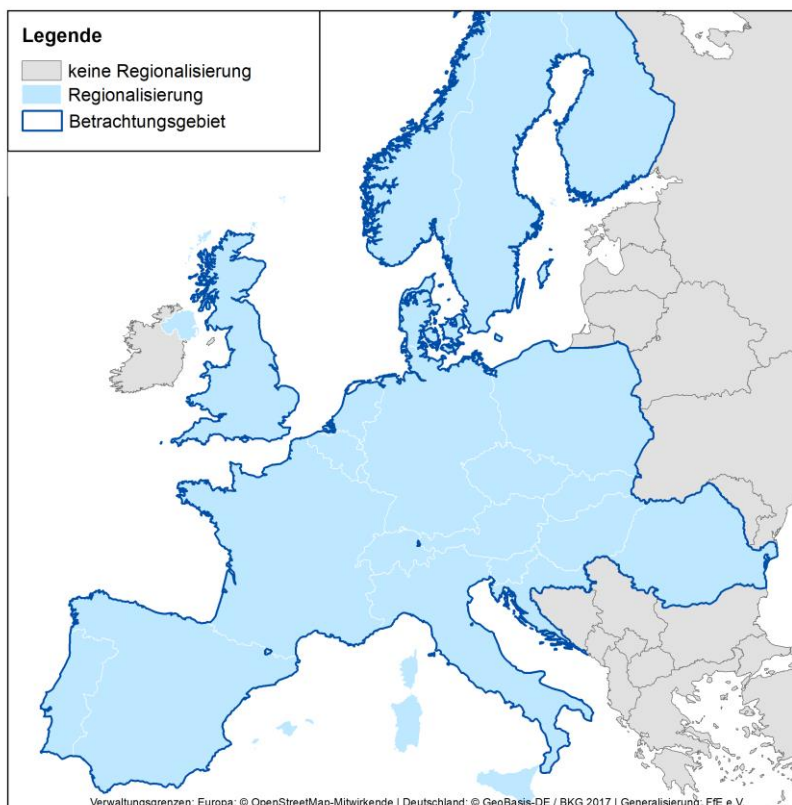 Legende
keine Regionalisierung
Regionalisierung
Betrachtungsgebiet
Verwaltungsgrenzen: Europa: © OpenStreetMap-Mitwirkende | Deutschland: © GeoBasis-DE / BKG 2017 | Generalisierung: FfE e.V.